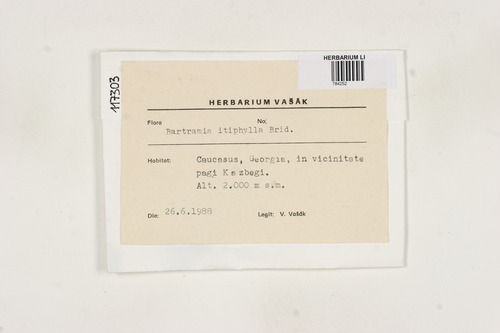 HERBARIUM LI
784252
117303
HERBARIUM VAŠÁK
Flora No:
Bartramia itiphylla Brid.
Habitat: Caucasus, Georgia, in vicinitate
pagi Kazbegi.
Alt. 2.000 m s.m.
Die: 26.6.1988 Legit: V. Vašák